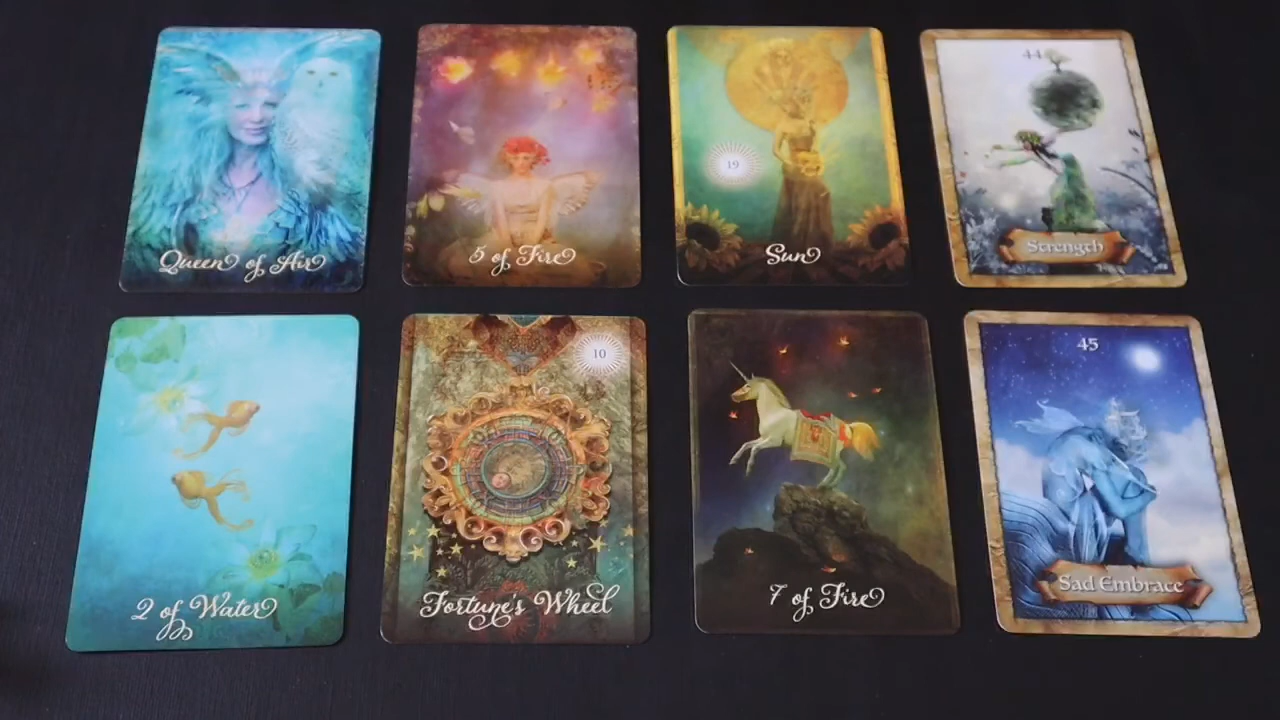 Queen of Air
5 of Fire
19
Sun
44
Strength
2 of Water
10
Fortune's Wheel
7 of Fire
45
Sad Embrace